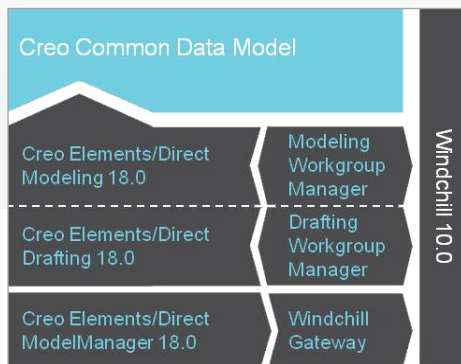 Creo Common Data Model
Creo Elements/Direct
Modeling 18.0
Modeling
Workgroup
Manager
Creo Elements/Direct
Drafting 18.0
Drafting
Workgroup
Manager
Creo Elements/Direct
ModelManager 18.0
Windchill
Gateway
Windchill 10.0